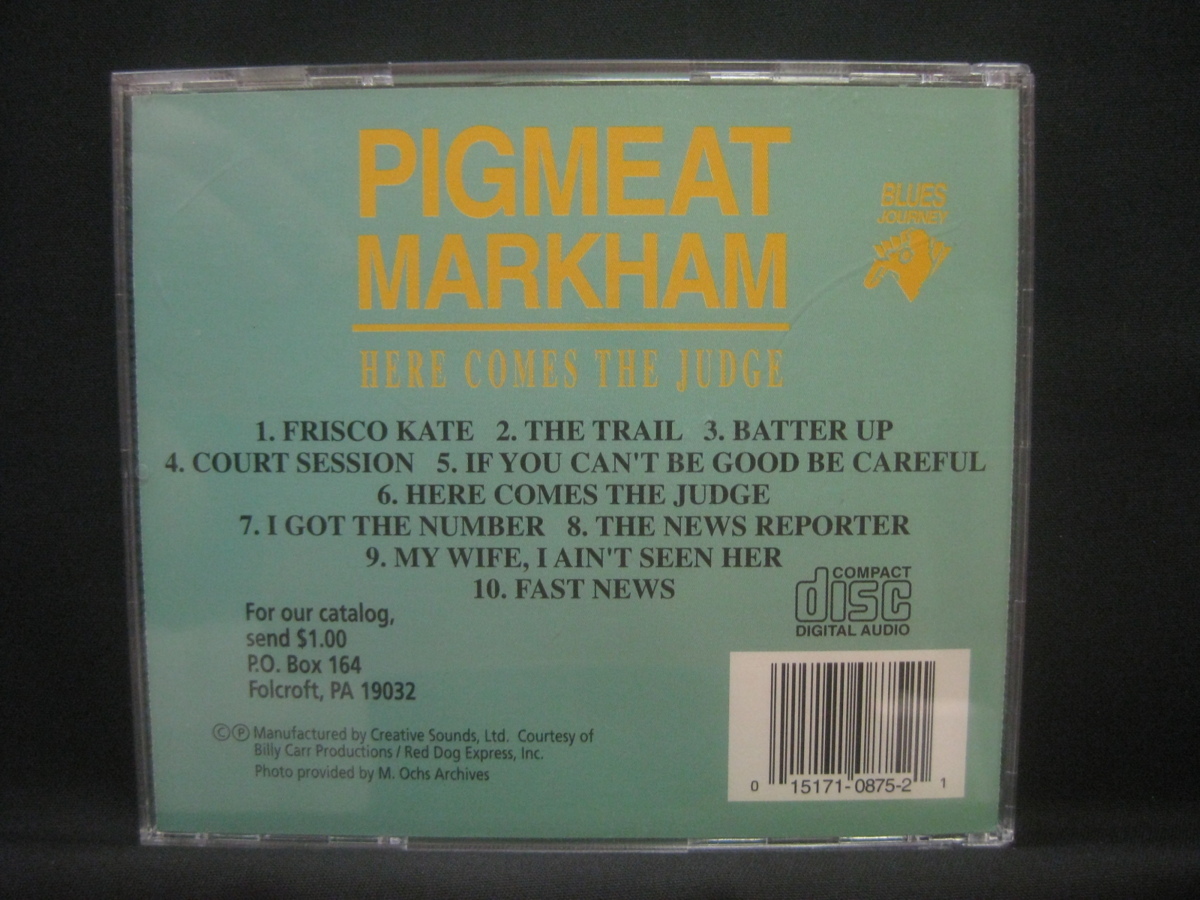 PIGMEAT
MARKHAM
HERE COMES THE JUDGE
BLUES
JOURNEY
1. FRISCO KATE 2. THE TRAIL 3. BATTER UP
4. COURT SESSION 5. IF YOU CAN'T BE GOOD BE CAREFUL
6. HERE COMES THE JUDGE
7. I GOT THE NUMBER 8. THE NEWS REPORTER
9. MY WIFE, I AIN'T SEEN HER
10. FAST NEWS
For our catalog,
send $1.00
P.O. Box 164
Folcroft, PA 19032
COMPACT
disc
DIGITAL AUDIO
©℗ Manufactured by Creative Sounds, Ltd. Courtesy of
Billy Carr Productions / Red Dog Express, Inc.
Photo provided by M. Ochs Archives
0 15171-0875-2 1